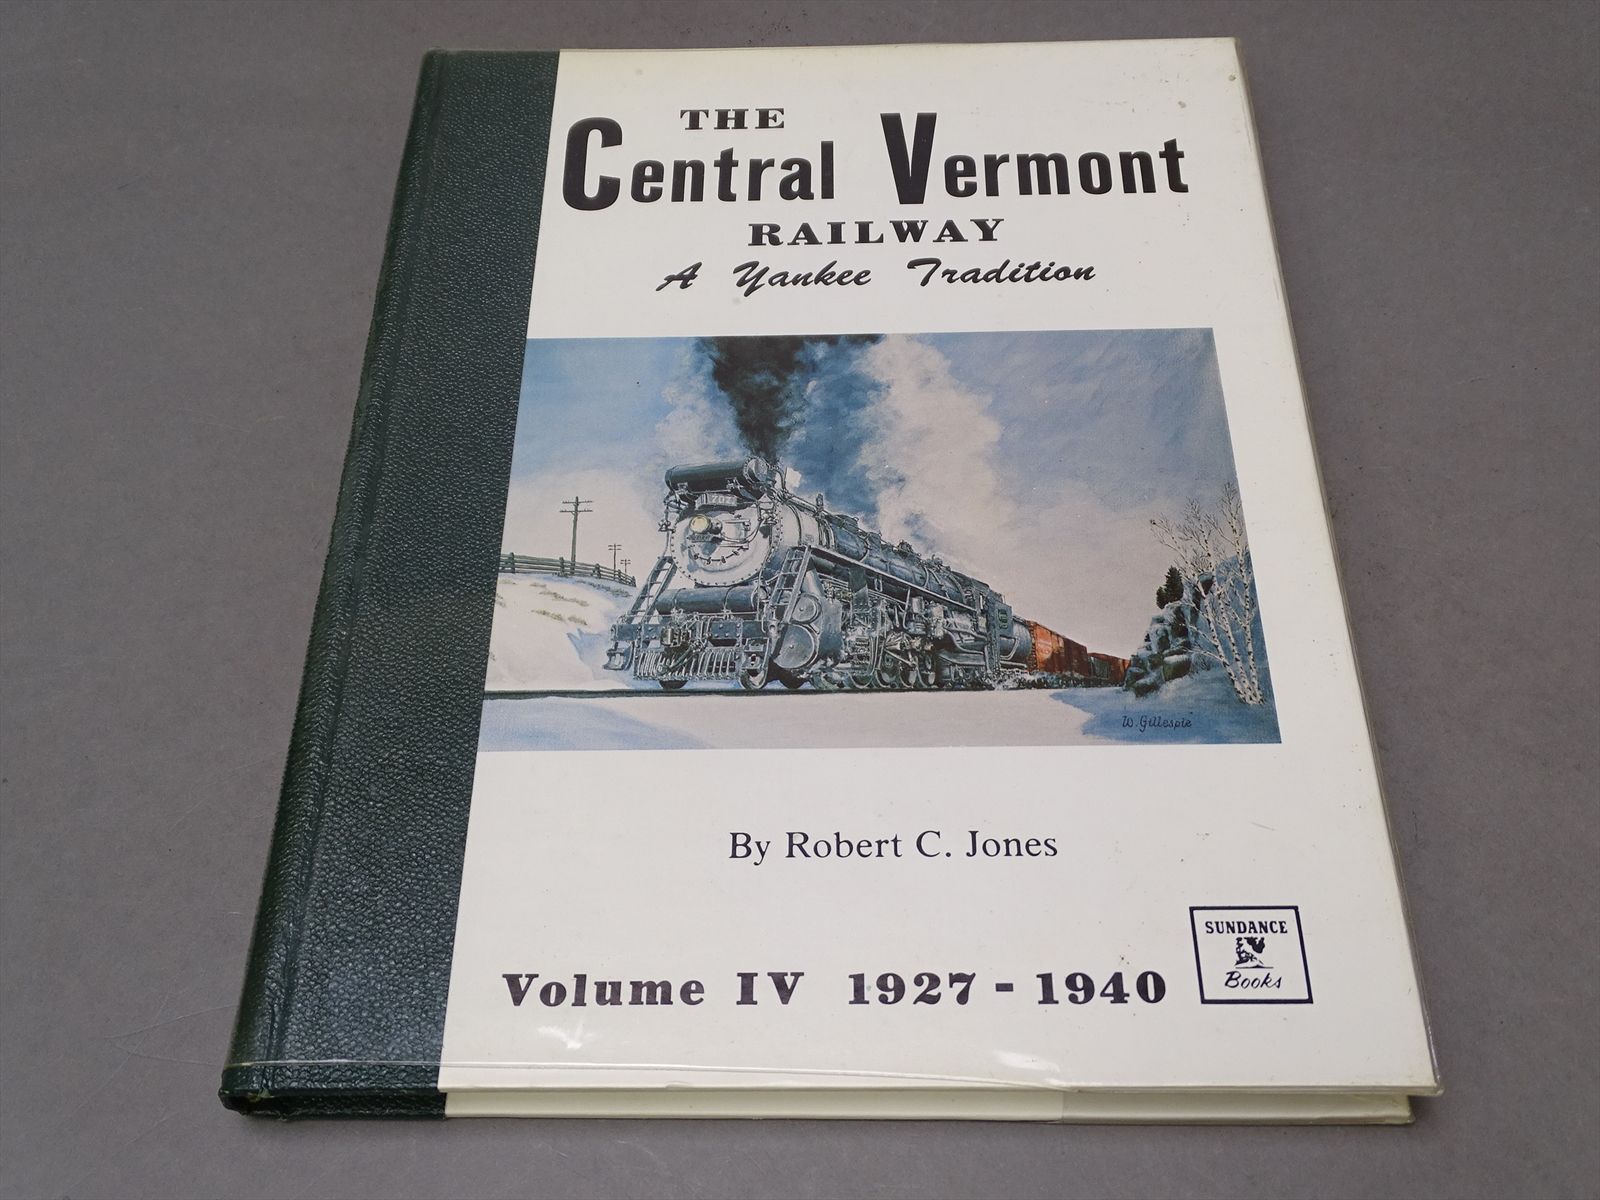 THE
Central Vermont
RAILWAY
A Yankee Tradition
W. Gillespie
By Robert C. Jones
SUNDANCE
Books
Volume IV 1927 - 1940